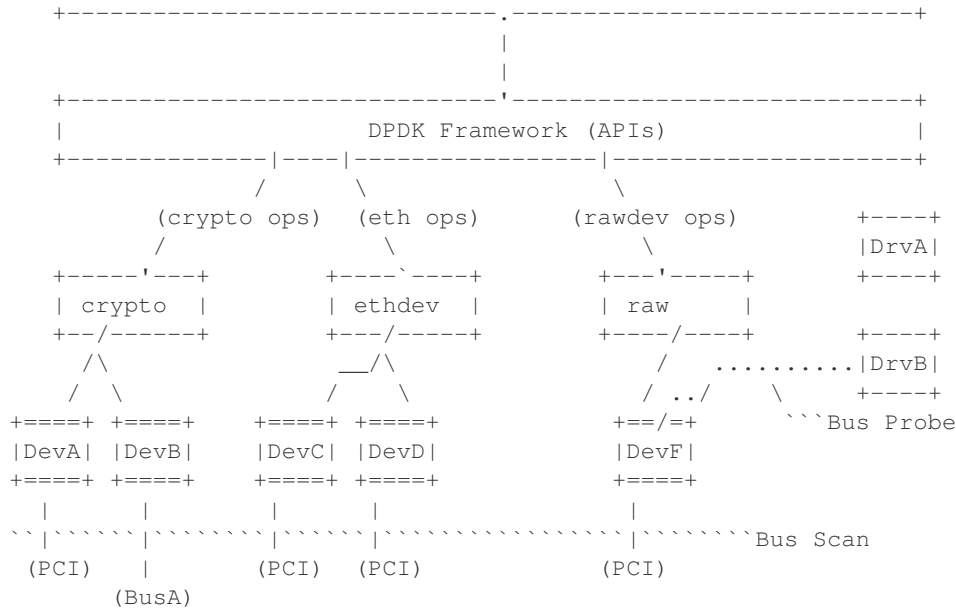 DPDK Framework (APIs)
(crypto ops) (eth ops) (rawdev ops)
DrvA
crypto ethdev raw
DrvB
Bus Probe
DevA DevB DevC DevD DevF
Bus Scan
(PCI) (PCI) (PCI) (PCI)
(BusA)